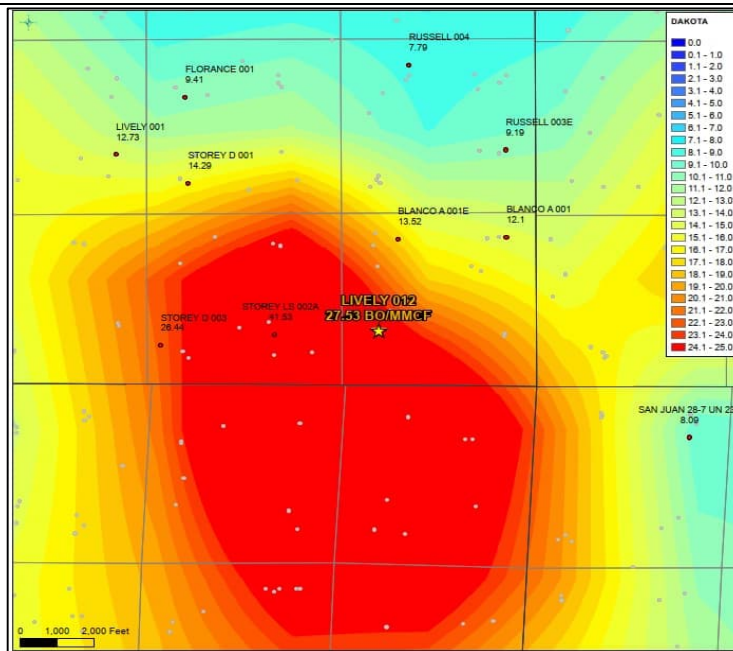 RUSSELL 004
7.79
FLORANCE 001
9.41
LIVELY 001
12.73
STOREY D 001
14.29
RUSSELL 003E
9.19
BLANCO A 001E
13.52
BLANCO A 001
12.1
LIVELY 012
27.53 BO/MMCF
STOREY LS 002A
41.53
STOREY D 003
26.44
SAN JUAN 28-7 UN
8.09
0 1,000 2,000 Feet
DAKOTA
0.0
0.1 - 1.0
1.1 - 2.0
2.1 - 3.0
3.1 - 4.0
4.1 - 5.0
5.1 - 6.0
6.1 - 7.0
7.1 - 8.0
8.1 - 9.0
9.1 - 10.0
10.1 - 11.0
11.1 - 12.0
12.1 - 13.0
13.1 - 14.0
14.1 - 15.0
15.1 - 16.0
16.1 - 17.0
17.1 - 18.0
18.1 - 19.0
19.1 - 20.0
20.1 - 21.0
21.1 - 22.0
22.1 - 23.0
23.1 - 24.0
24.1 - 25.0